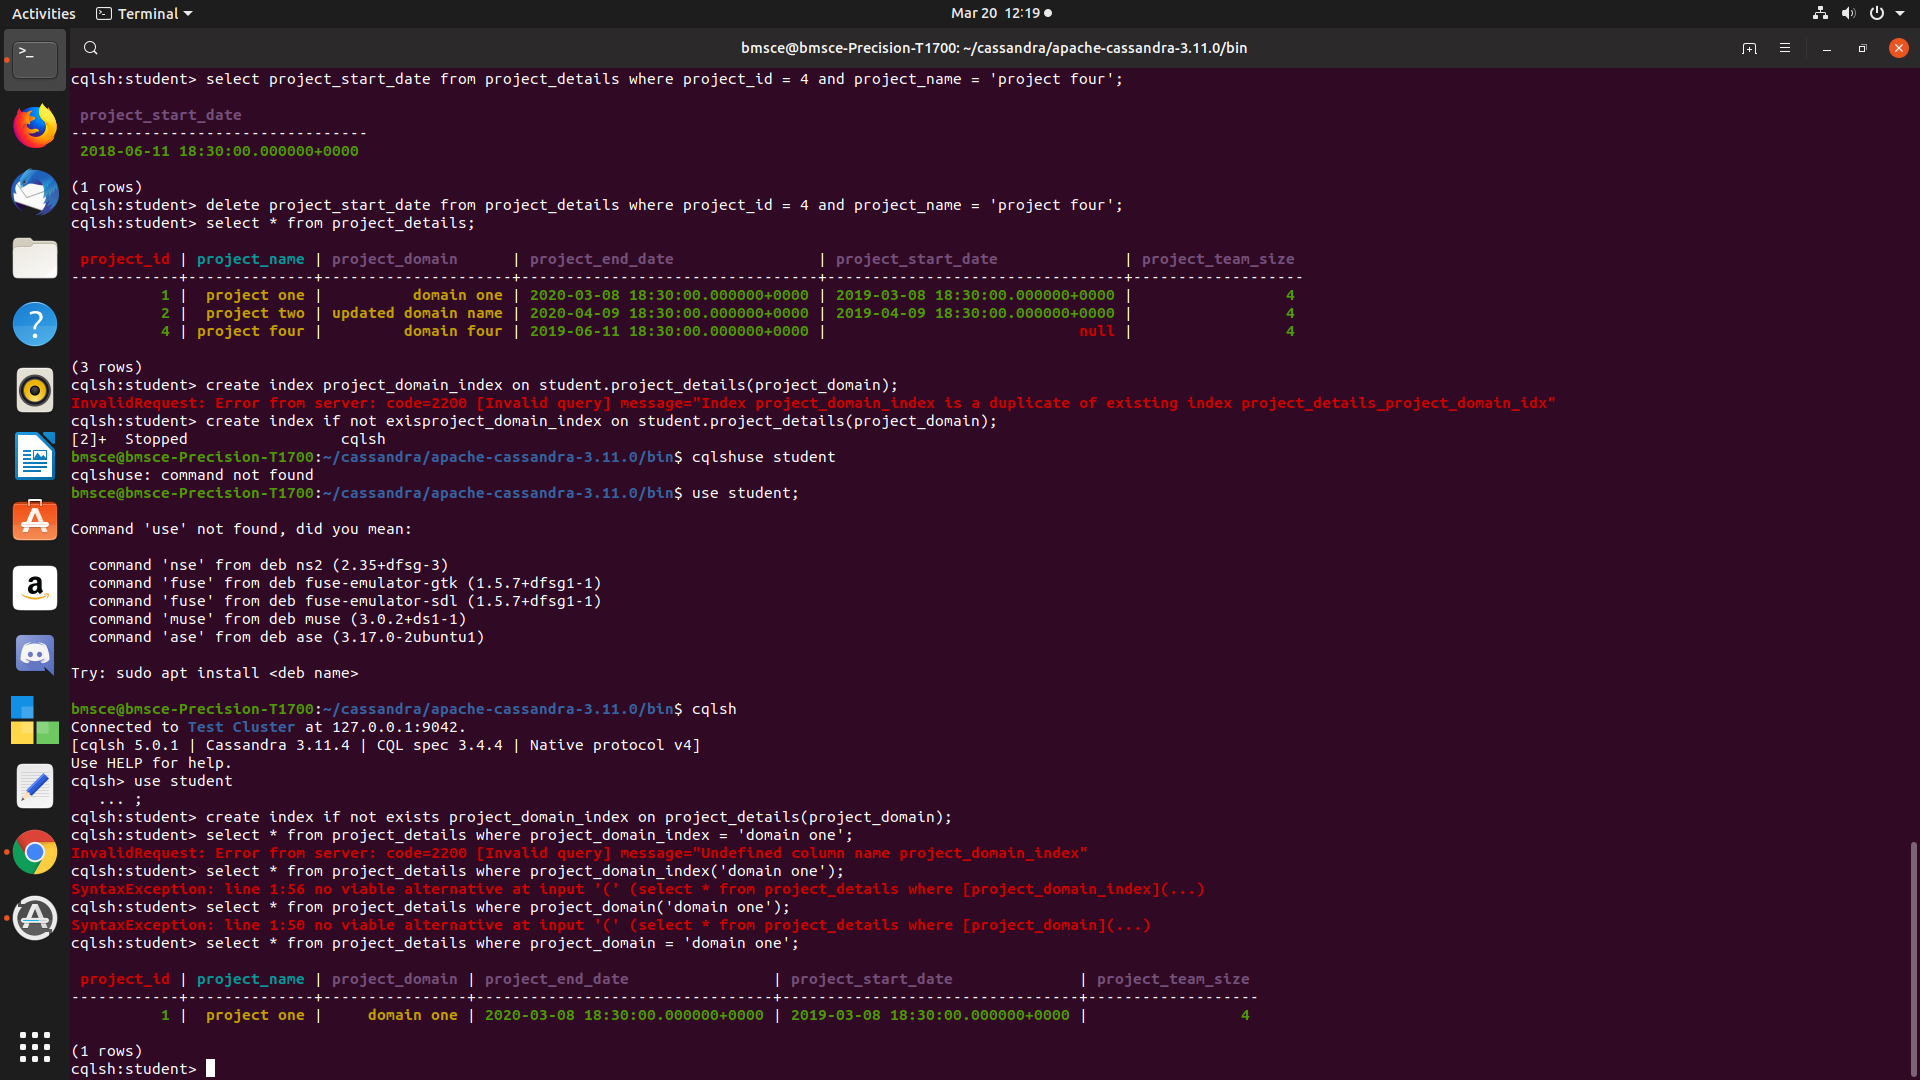 Activities Terminal Mar 20 12:19
bmsce@bmsce-Precision-T1700: ~/cassandra/apache-cassandra-3.11.0/bin
cqlsh:student> select project_start_date from project_details where project_id = 4 and project_name = 'project four';
project_start_date
---------------------------------
2018-06-11 18:30:00.000000+0000
(1 rows)
cqlsh:student> delete project_start_date from project_details where project_id = 4 and project_name = 'project four';
cqlsh:student> select * from project_details;
project_id | project_name | project_domain | project_end_date | project_start_date | project_team_size
------------+--------------+---------------------+---------------------------------+---------------------------------+-------------------
1 | project one | domain one | 2020-03-08 18:30:00.000000+0000 | 2019-03-08 18:30:00.000000+0000 | 4
2 | project two | updated domain name | 2020-04-09 18:30:00.000000+0000 | 2019-04-09 18:30:00.000000+0000 | 4
4 | project four | domain four | 2019-06-11 18:30:00.000000+0000 | null | 4
(3 rows)
cqlsh:student> create index project_domain_index on student.project_details(project_domain);
InvalidRequest: Error from server: code=2200 [Invalid query] message="Index project_domain_index is a duplicate of existing index project_details_project_domain_idx"
cqlsh:student> create index if not exisproject_domain_index on student.project_details(project_domain);
[2]+  Stopped                 cqlsh
bmsce@bmsce-Precision-T1700:~/cassandra/apache-cassandra-3.11.0/bin$ cqlshuse student
cqlshuse: command not found
bmsce@bmsce-Precision-T1700:~/cassandra/apache-cassandra-3.11.0/bin$ use student;
Command 'use' not found, did you mean:
command 'nse' from deb ns2 (2.35+dfsg-3)
command 'fuse' from deb fuse-emulator-gtk (1.5.7+dfsg1-1)
command 'fuse' from deb fuse-emulator-sdl (1.5.7+dfsg1-1)
command 'muse' from deb muse (3.0.2+ds1-1)
command 'ase' from deb ase (3.17.0-2ubuntu1)
Try: sudo apt install <deb name>
bmsce@bmsce-Precision-T1700:~/cassandra/apache-cassandra-3.11.0/bin$ cqlsh
Connected to Test Cluster at 127.0.0.1:9042.
[cqlsh 5.0.1 | Cassandra 3.11.4 | CQL spec 3.4.4 | Native protocol v4]
Use HELP for help.
cqlsh> use student
... ;
cqlsh:student> create index if not exists project_domain_index on project_details(project_domain);
cqlsh:student> select * from project_details where project_domain_index = 'domain one';
InvalidRequest: Error from server: code=2200 [Invalid query] message="Undefined column name project_domain_index"
cqlsh:student> select * from project_details where project_domain_index('domain one');
SyntaxException: line 1:56 no viable alternative at input '(' (select * from project_details where [project_domain_index](...)
cqlsh:student> select * from project_details where project_domain('domain one');
SyntaxException: line 1:50 no viable alternative at input '(' (select * from project_details where [project_domain](...)
cqlsh:student> select * from project_details where project_domain = 'domain one';
project_id | project_name | project_domain | project_end_date | project_start_date | project_team_size
------------+--------------+----------------+---------------------------------+---------------------------------+-------------------
1 | project one | domain one | 2020-03-08 18:30:00.000000+0000 | 2019-03-08 18:30:00.000000+0000 | 4
(1 rows)
cqlsh:student>